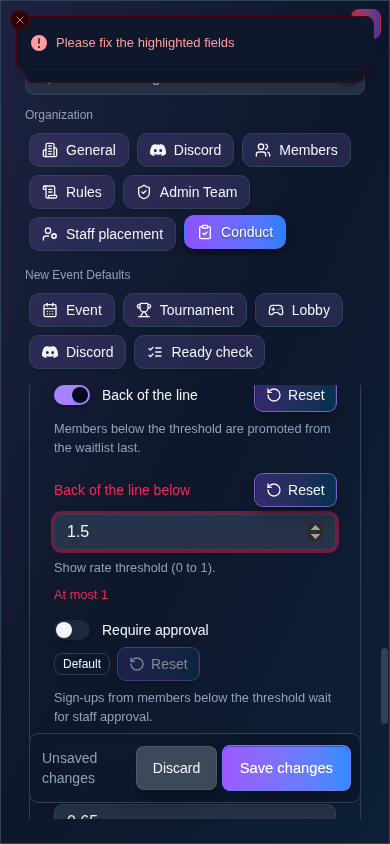 Please fix the highlighted fields
Organization
General
Discord
Members
Rules
Admin Team
Staff placement
Conduct
New Event Defaults
Event
Tournament
Lobby
Discord
Ready check
Back of the line
Reset
Members below the threshold are promoted from
the waitlist last.
Back of the line below
Reset
1.5
Show rate threshold (0 to 1).
At most 1
Require approval
Default
Reset
Sign-ups from members below the threshold wait
for staff approval.
Unsaved
changes
Discard
Save changes